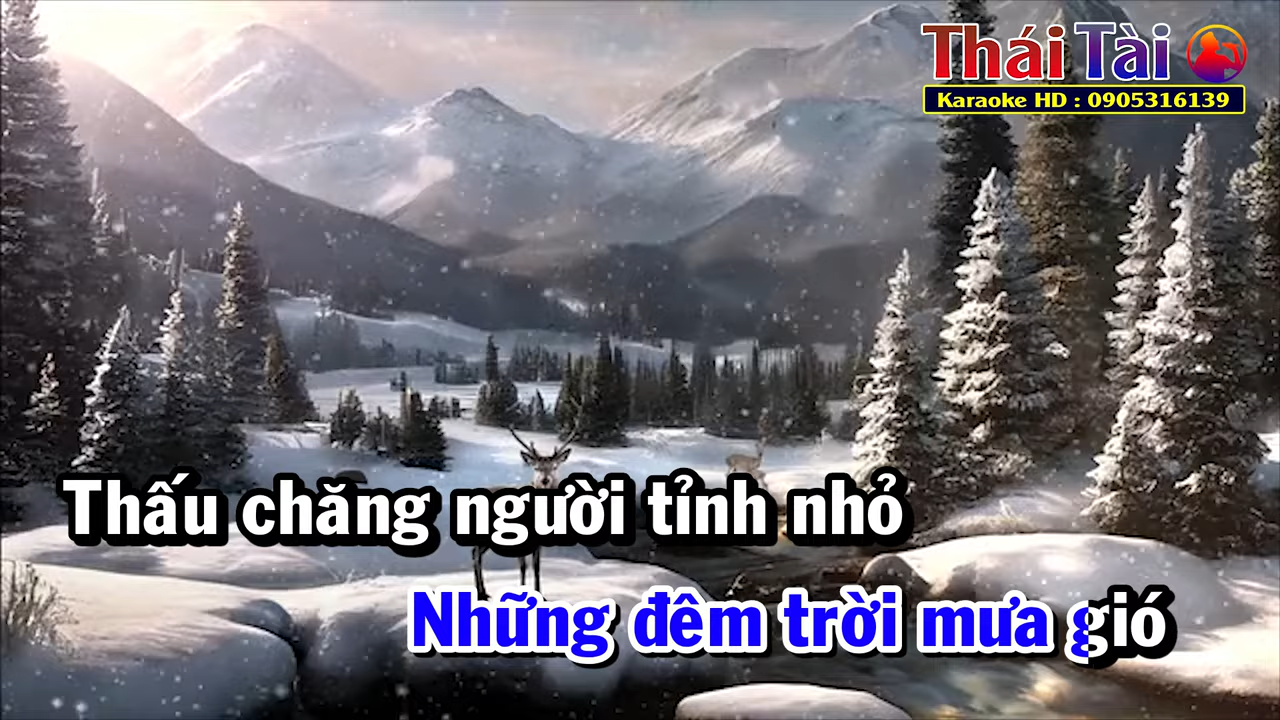 Thái Tài
Karaoke HD : 0905316139
Thấu chăng người tỉnh nhỏ
Những đêm trời mưa gió